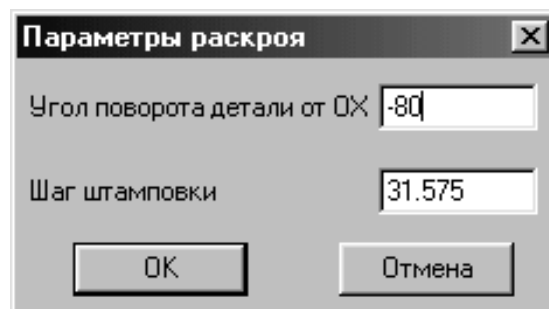 Параметры раскроя
Угол поворота детали от OX -80
Шаг штамповки 31.575
OK Отмена